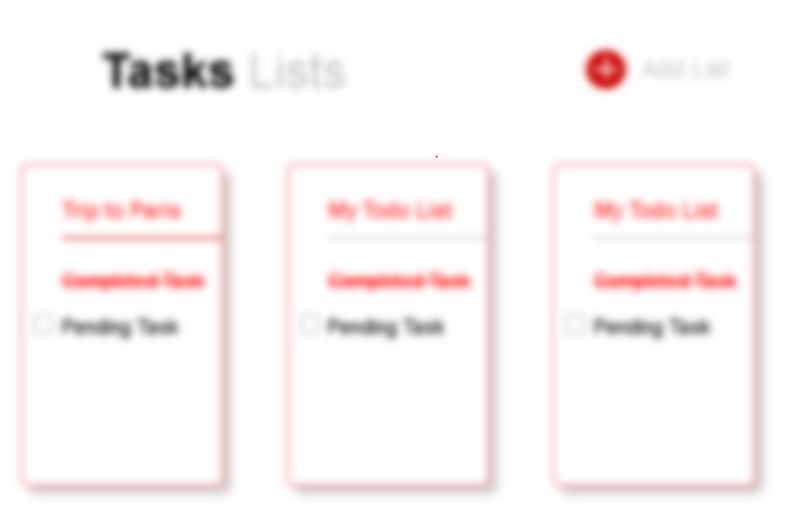 Tasks Lists
Add List
Trip to Paris
Completed Task
Pending Task
My Todo List
Completed Task
Pending Task
My Todo List
Completed Task
Pending Task